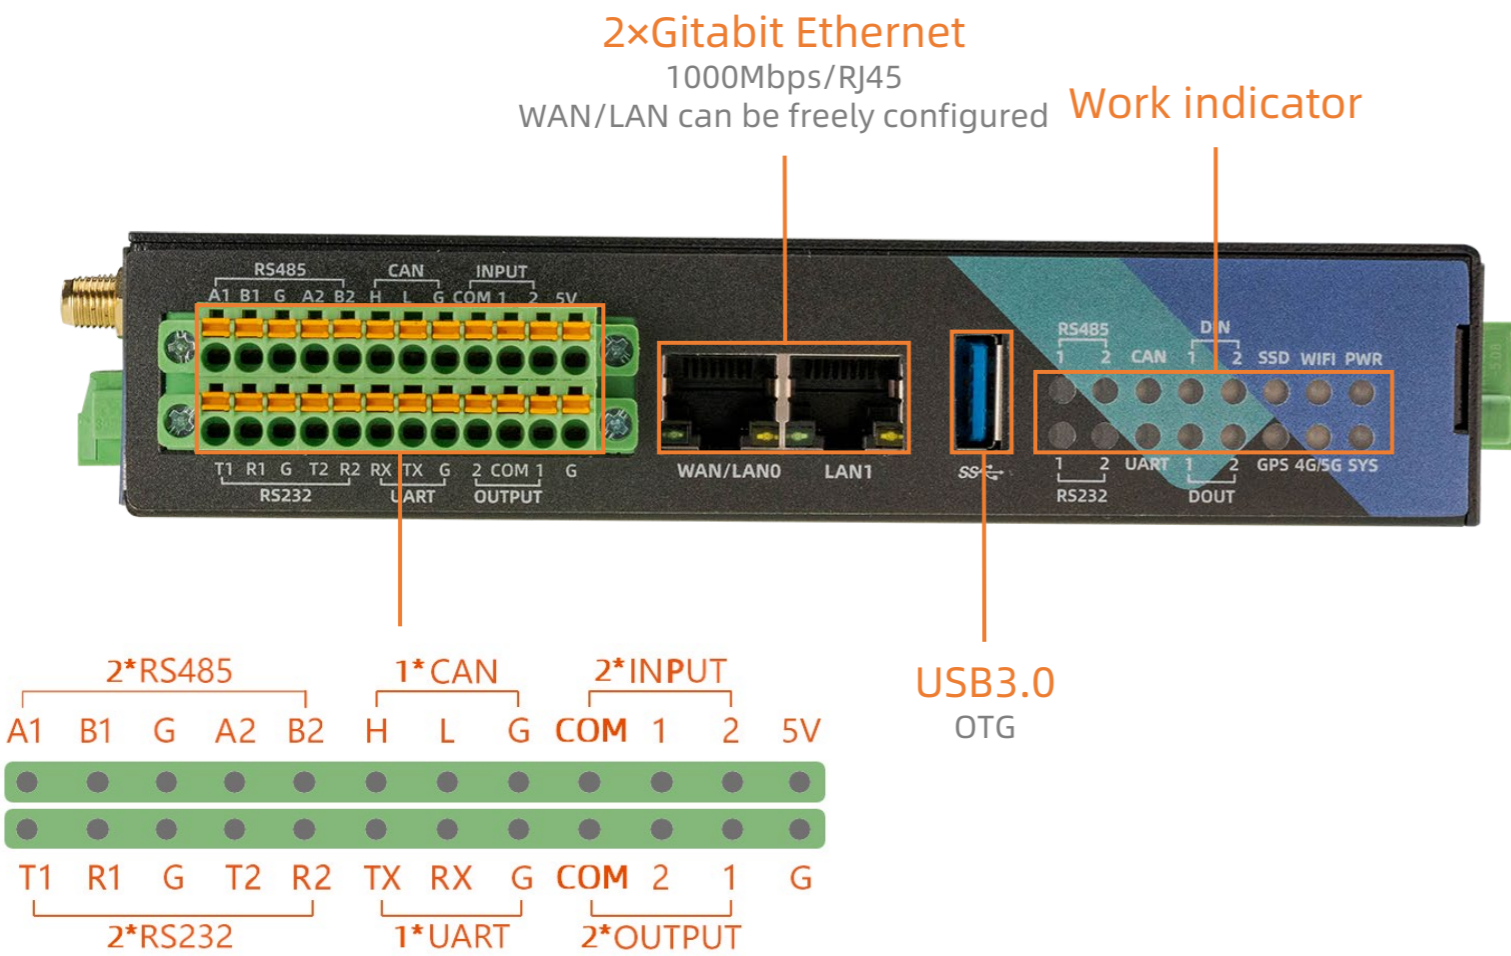 2×Gitabit Ethernet
1000Mbps/RJ45
WAN/LAN can be freely configured
Work indicator
RS485 CAN INPUT
A1 B1 G A2 B2 H L G COM 1 2 5V
T1 R1 G T2 R2 RX TX G 2 COM 1 G
RS232 UART OUTPUT
WAN/LAN0 LAN1
RS485 DIN
1 2 CAN 1 2 SSD WIFI PWR
1 2 UART 1 2 GPS 4G/5G SYS
RS232 DOUT
USB3.0
OTG
2*RS485 1*CAN 2*INPUT
A1 B1 G A2 B2 H L G COM 1 2 5V
T1 R1 G T2 R2 TX RX G COM 2 1 G
2*RS232 1*UART 2*OUTPUT